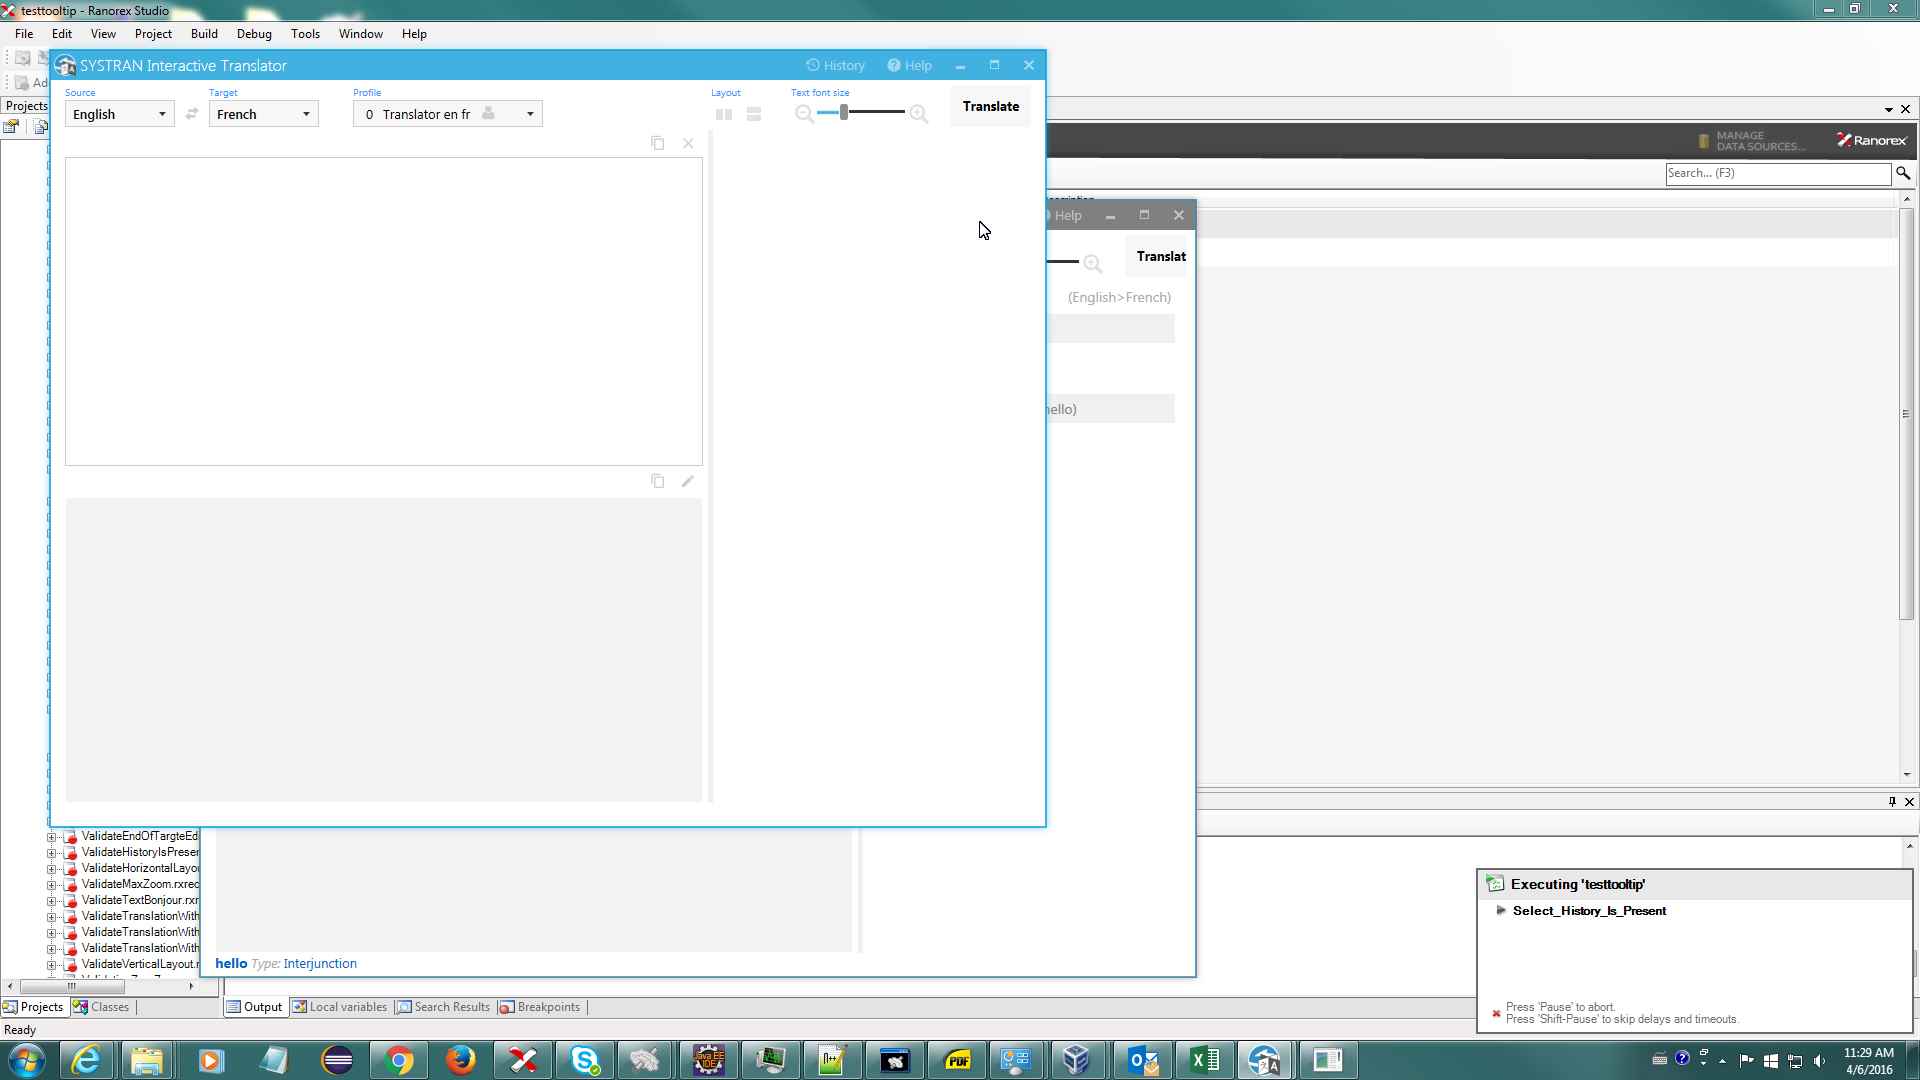 testtooltip - Ranorex Studio
File Edit View Project Build Debug Tools Window Help
SYSTRAN Interactive Translator History Help
Ad
Source Target Profile Layout Text font size
English French 0 Translator en fr Translate
Projects
MANAGE
DATA SOURCES...
Ranorex
Search... (F3)
Help
Translat
(English>French)
hello)
ValidateEndOfTargteEd
ValidateHistoryIsPreser
ValidateHorizontalLayo
ValidateMaxZoom.rxrec
ValidateTextBonjour.rxr
ValidateTranslationWith
ValidateTranslationWith
ValidateTranslationWith
ValidateVerticalLayout.r
hello Type: Interjunction
Executing 'testtooltip'
Select_History_Is_Present
Press 'Pause' to abort.
Press 'Shift-Pause' to skip delays and timeouts.
Projects Classes Output Local variables Search Results Breakpoints
Ready
Java EE
IDE
n++
PDF
11:29 AM
4/6/2016